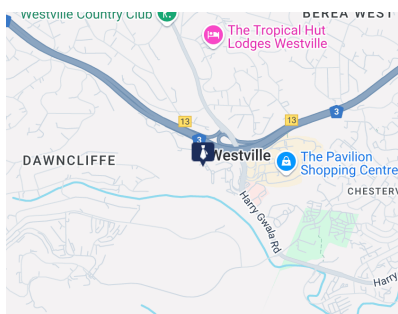 Westville Country Club
BEREA WEST
The Tropical Hut
Lodges Westville
13
13
3
3
DAWNCLIFFE
Westville
The Pavilion
Shopping Centre
CHESTERV
Harry Gwala Rd
Harry